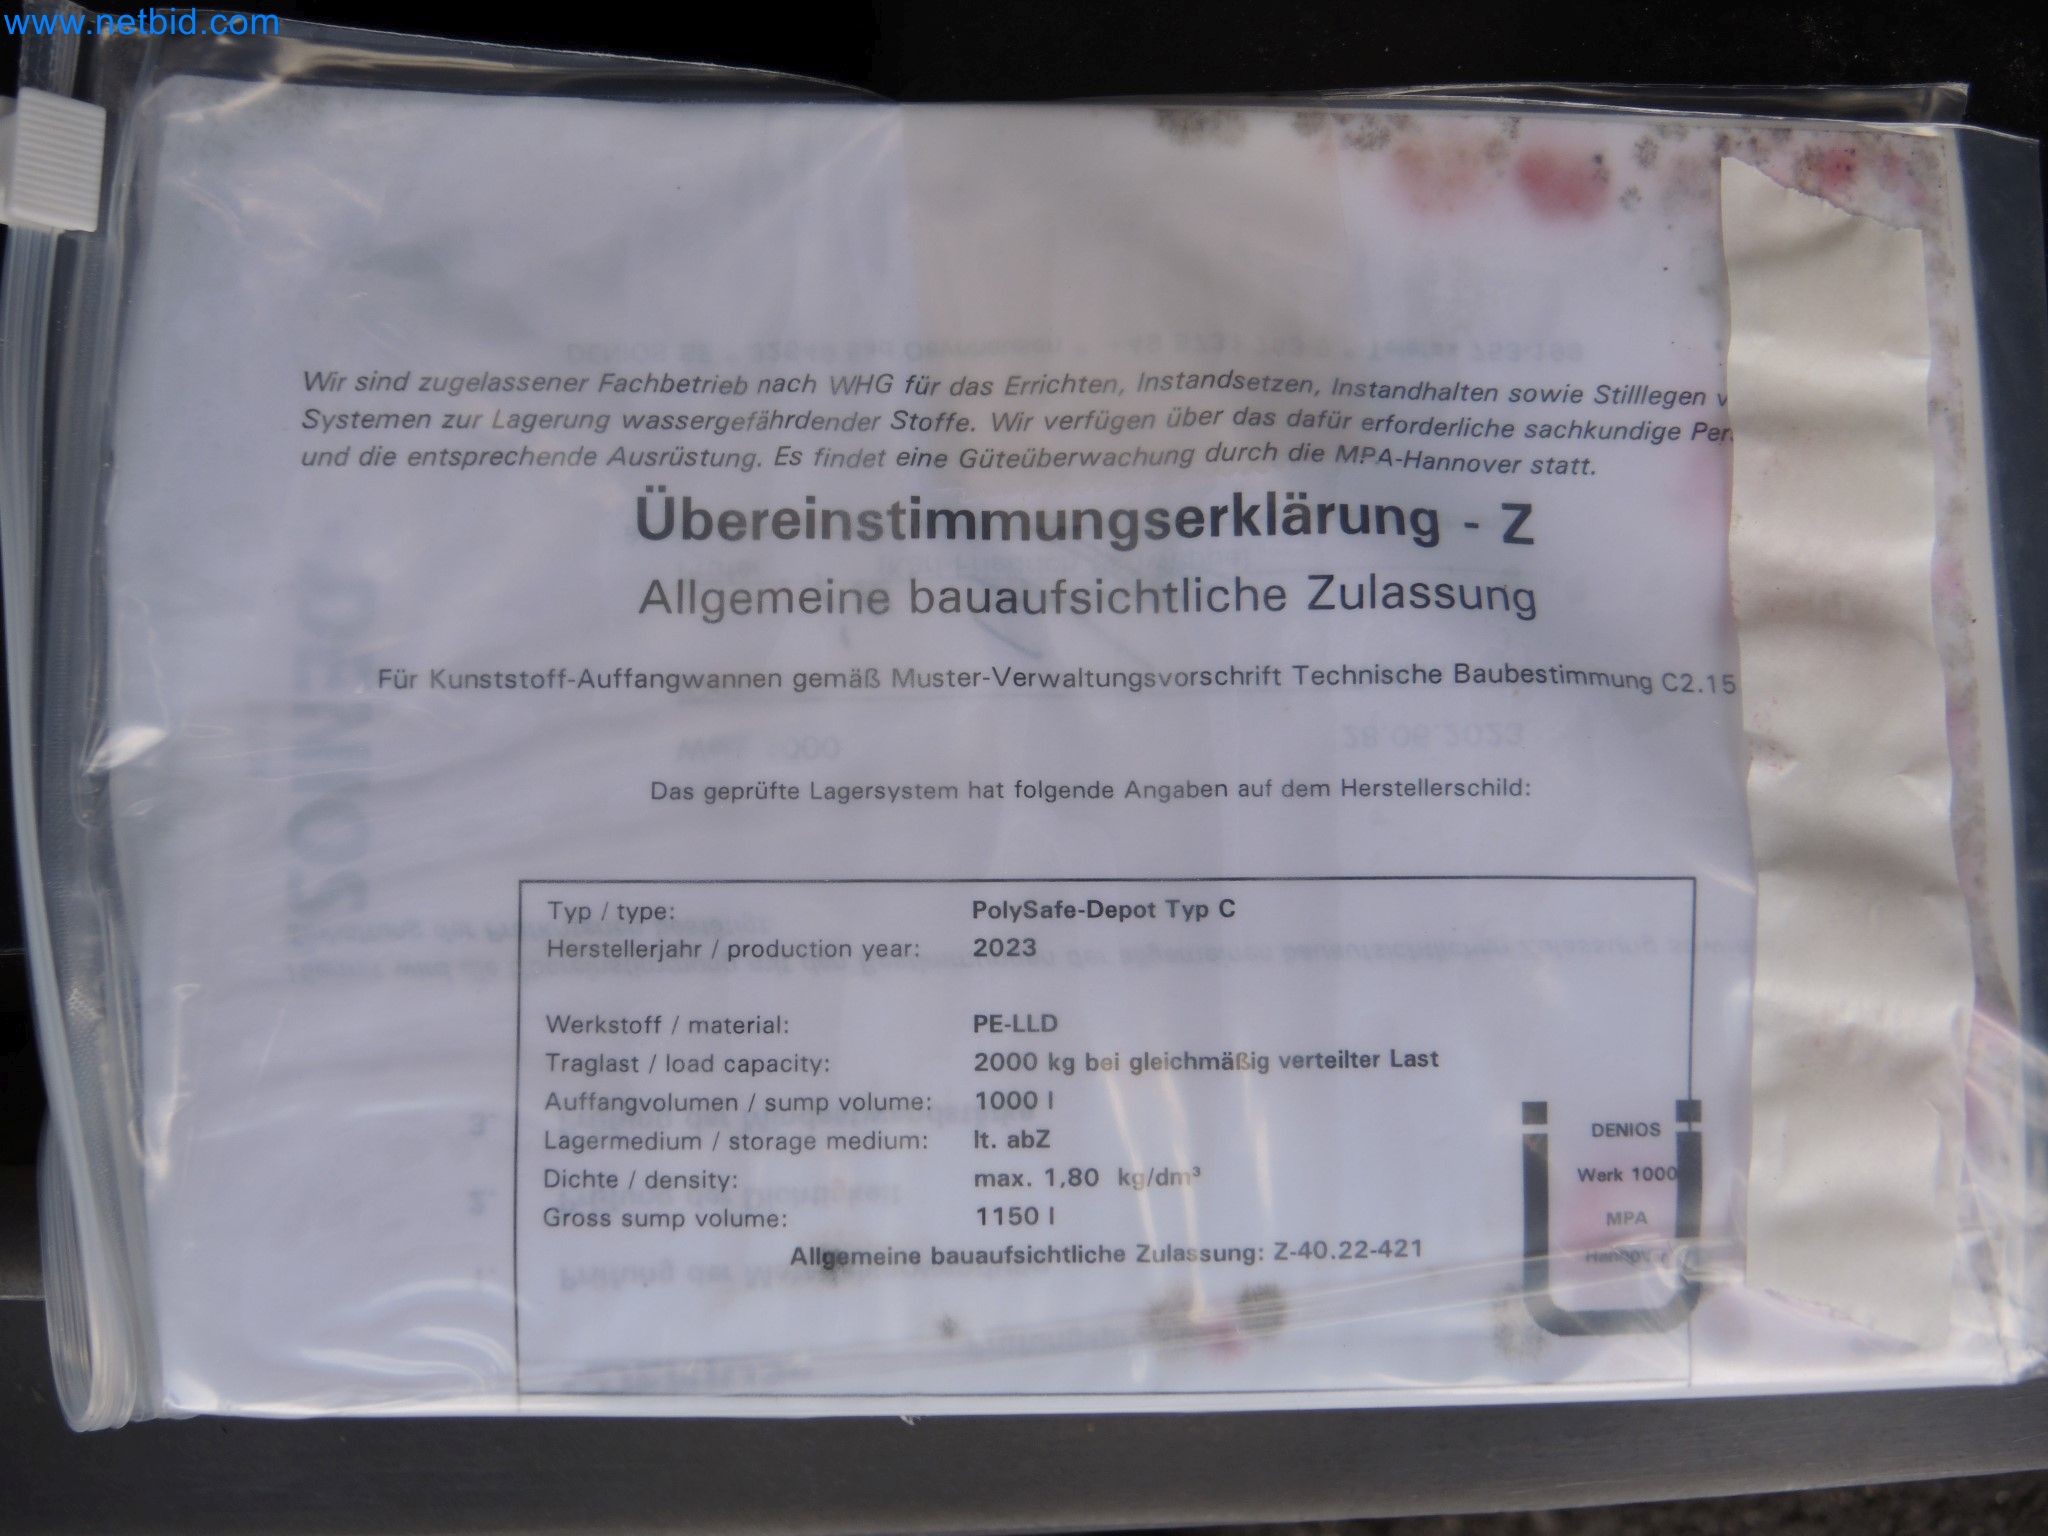 www.netbid.com
Wir sind zugelassener Fachbetrieb nach WHG für das Errichten, Instandsetzen, Instandhalten sowie Stilllegen v
Systemen zur Lagerung wassergefährdender Stoffe. Wir verfügen über das dafür erforderliche sachkundige Per
und die entsprechende Ausrüstung. Es findet eine Güteüberwachung durch die MPA-Hannover statt.
Übereinstimmungserklärung - Z
Allgemeine bauaufsichtliche Zulassung
Für Kunststoff-Auffangwannen gemäß Muster-Verwaltungsvorschrift Technische Baubestimmung C2.15
28.06.2023
Das geprüfte Lagersystem hat folgende Angaben auf dem Herstellerschild:
DENIOS
Typ / type: PolySafe-Depot Typ C
Herstellerjahr / production year: 2023
Werkstoff / material: PE-LLD
Traglast / load capacity: 2000 kg bei gleichmäßig verteilter Last
Auffangvolumen / sump volume: 1000 l
Lagermedium / storage medium: lt. abZ
Dichte / density: max. 1,80 kg/dm³
Gross sump volume: 1150 l
Allgemeine bauaufsichtliche Zulassung: Z-40.22-421
DENIOS
Werk 1000
MPA
Hannover